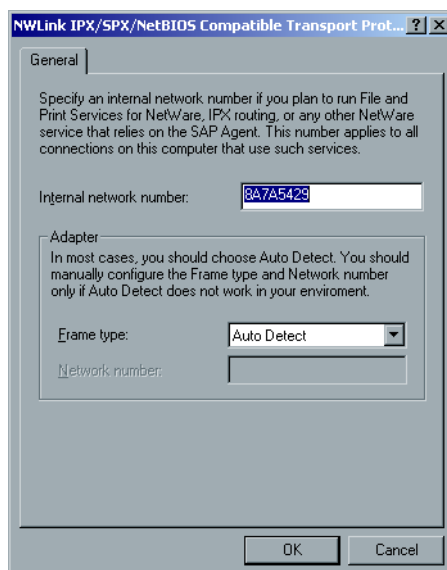 NWLink IPX/SPX/NetBIOS Compatible Transport Prot...
General
Specify an internal network number if you plan to run File and
Print Services for NetWare, IPX routing, or any other NetWare
service that relies on the SAP Agent. This number applies to all
connections on this computer that use such services.
Internal network number: 8A7A5429
Adapter
In most cases, you should choose Auto Detect. You should
manually configure the Frame type and Network number
only if Auto Detect does not work in your enviroment.
Frame type: Auto Detect
Network number:
OK Cancel